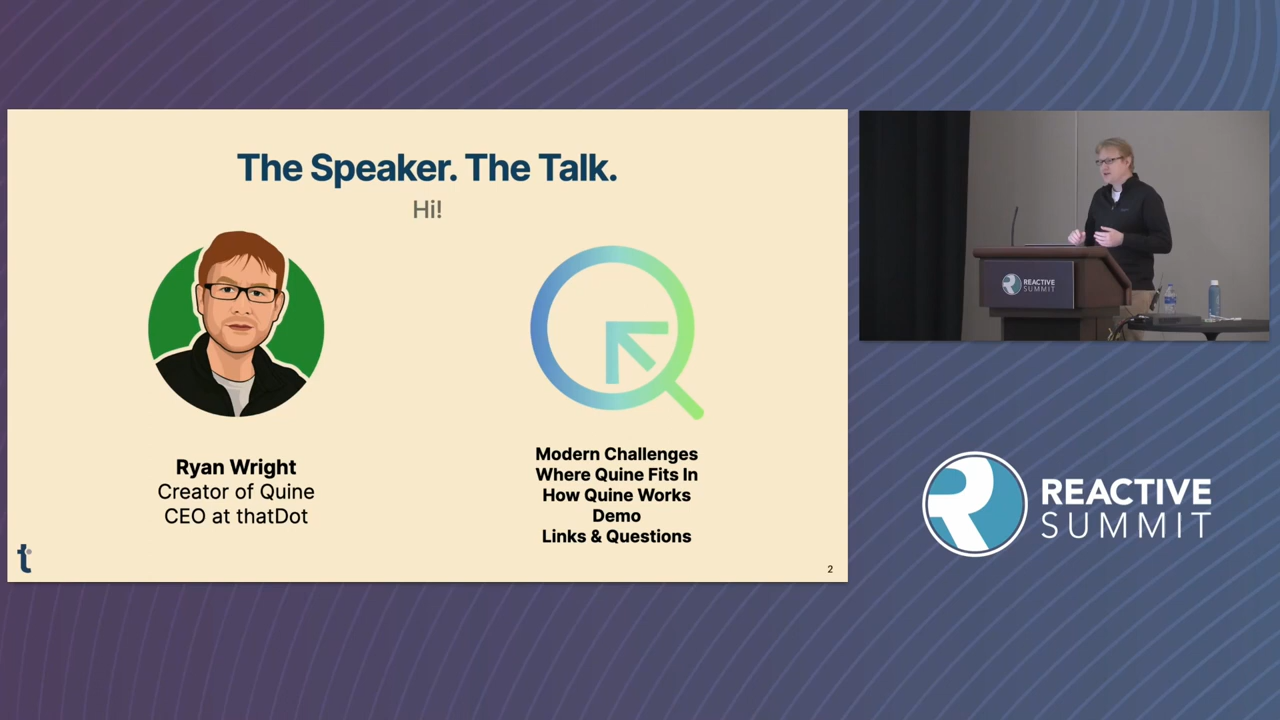 The Speaker. The Talk.
Hi!
Ryan Wright
Creator of Quine
CEO at thatDot
Modern Challenges
Where Quine Fits In
How Quine Works
Demo
Links & Questions
t
2
REACTIVE
SUMMIT
REACTIVE
SUMMIT